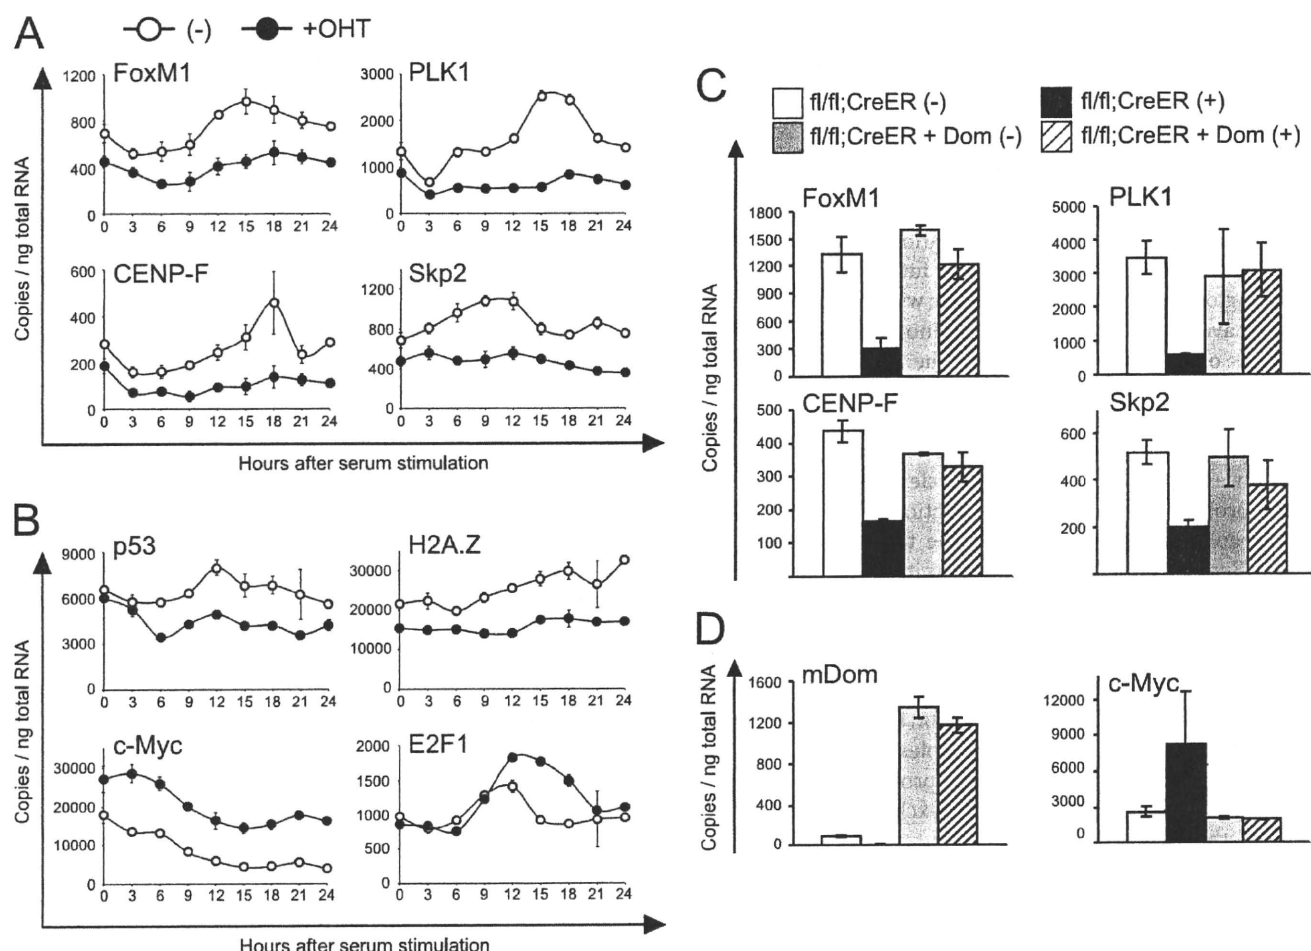 A
(-)
+OHT
FoxM1
1200
800
400
0
0 3 6 9 12 15 18 21 24
PLK1
3000
2000
1000
0
0 3 6 9 12 15 18 21 24
CENP-F
600
400
200
0
0 3 6 9 12 15 18 21 24
Skp2
1200
800
400
0
0 3 6 9 12 15 18 21 24
Copies / ng total RNA
Hours after serum stimulation
B
p53
9000
6000
3000
0
0 3 6 9 12 15 18 21 24
H2A.Z
30000
20000
10000
0
0 3 6 9 12 15 18 21 24
c-Myc
30000
20000
10000
0
0 3 6 9 12 15 18 21 24
E2F1
2000
1500
1000
500
0
0 3 6 9 12 15 18 21 24
Copies / ng total RNA
Hours after serum stimulation
C
fl/fl;CreER (-)
fl/fl;CreER (+)
fl/fl;CreER + Dom (-)
fl/fl;CreER + Dom (+)
FoxM1
1800
1500
1200
900
600
300
0
PLK1
5000
4000
3000
2000
1000
0
CENP-F
500
400
300
200
100
Skp2
600
400
200
Copies / ng total RNA
D
mDom
1600
1200
800
400
0
c-Myc
12000
9000
6000
3000
0
Copies / ng total RNA